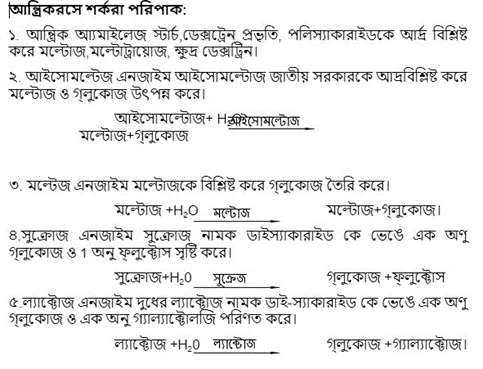 আন্ত্রিকরসে শর্করা পরিপাক:
১. আন্ত্রিক আ্যমাইলেজ স্টার্চ,ডেক্সট্রেন প্রভৃতি, পলিস্যাকারাইডকে আর্দ্র বিশ্লিষ্ট
করে মল্টোজ,মল্টোট্রায়োজ, ক্ষুদ্র ডেক্সট্রিন।
২. আইসোমল্টেজ এনজাইম আইসোমল্টোজ জাতীয় সরকারকে আদ্রবিশ্লিষ্ট করে
মল্টোজ ও গ্লুকোজ উৎপন্ন করে।
আইসোমল্টোজ+ H₂O আইসোমল্টেজ
মল্টোজ+গ্লুকোজ
৩. মল্টেজ এনজাইম মল্টোজকে বিশ্লিষ্ট করে গ্লুকোজ তৈরি করে।
মল্টোজ +H₂O মল্টেজ মল্টোজ+গ্লুকোজ।
৪.সুক্রেজ এনজাইম সুক্রোজ নামক ডাইস্যাকারাইড কে ভেঙে এক অণু
গ্লুকোজ ও 1 অনু ফ্লুক্টোস সৃষ্টি করে।
সুক্রোজ+H₂0 সুক্রেজ গ্লুকোজ +ফ্লুক্টোস
৫.ল্যাক্টেজ এনজাইম দুধের ল্যাক্টোজ নামক ডাই-স্যাকারাইড কে ভেঙে এক অণু
গ্লুকোজ ও এক অনু গ্যাল্যাক্টোলজি পরিণত করে।
ল্যাক্টোজ +H₂0 ল্যাক্টেজ গ্লুকোজ +গ্যাল্যাক্টোজ।